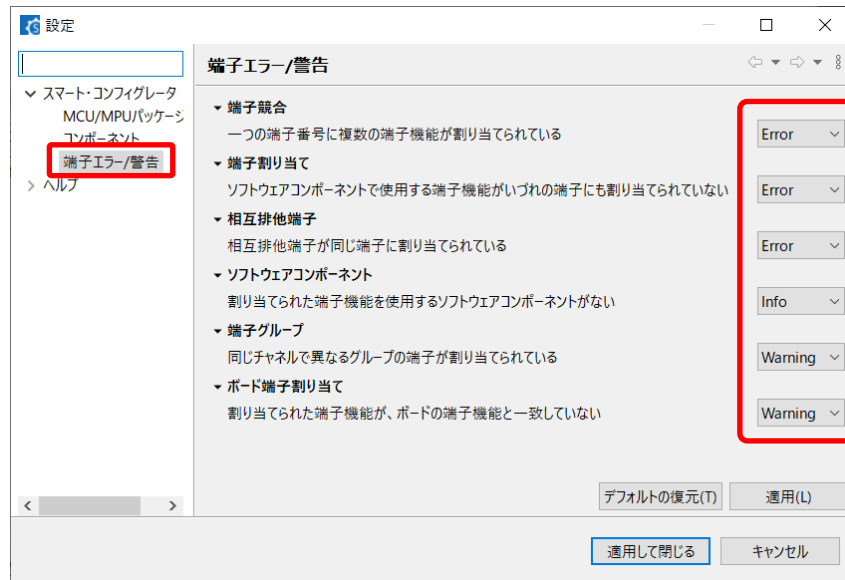 設定
端子エラー/警告
スマート・コンフィグレータ
MCU/MPUパッケージ
コンポーネント
端子エラー/警告
ヘルプ
端子競合
一つの端子番号に複数の端子機能が割り当てられている
Error
端子割り当て
ソフトウェアコンポーネントで使用する端子機能がいづれの端子にも割り当てられていない
Error
相互排他端子
相互排他端子が同じ端子に割り当てられている
Error
ソフトウェアコンポーネント
割り当てられた端子機能を使用するソフトウェアコンポーネントがない
Info
端子グループ
同じチャネルで異なるグループの端子が割り当てられている
Warning
ボード端子割り当て
割り当てられた端子機能が、ボードの端子機能と一致していない
Warning
デフォルトの復元(T)
適用(L)
適用して閉じる
キャンセル